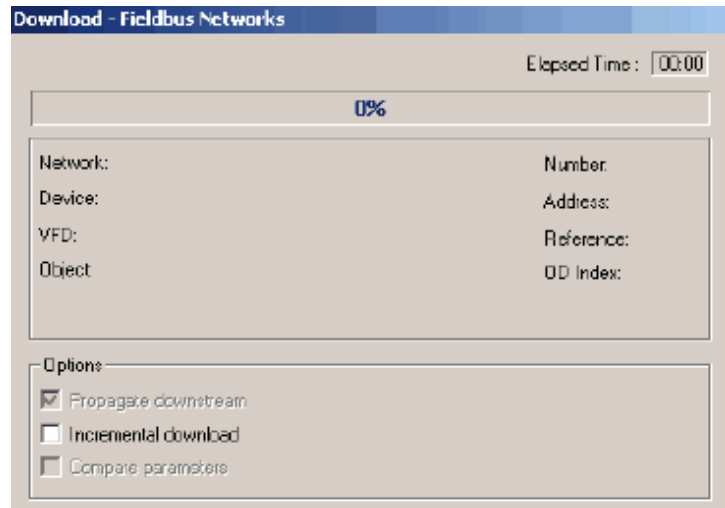 Download - Fieldbus Networks
Elapsed Time : 00:00
0%
Network: Number:
Device: Address:
VFD: Reference:
Object: OD Index:
Options
Propagate downstream
Incremental download
Compare parameters